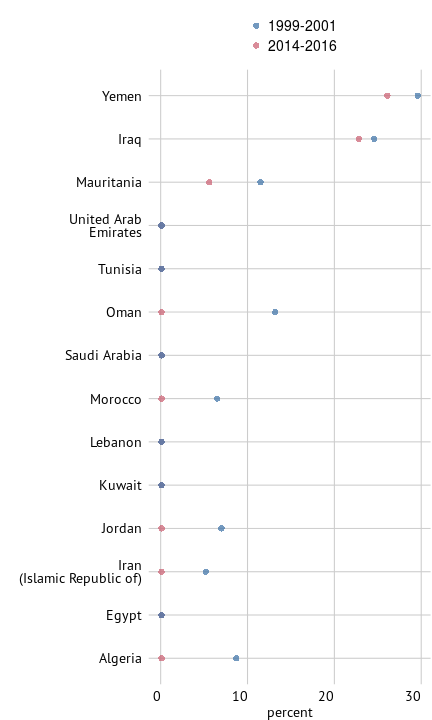 1999-2001
2014-2016
Yemen
Iraq
Mauritania
United Arab
Emirates
Tunisia
Oman
Saudi Arabia
Morocco
Lebanon
Kuwait
Jordan
Iran
(Islamic Republic of)
Egypt
Algeria
0 10 20 30
percent